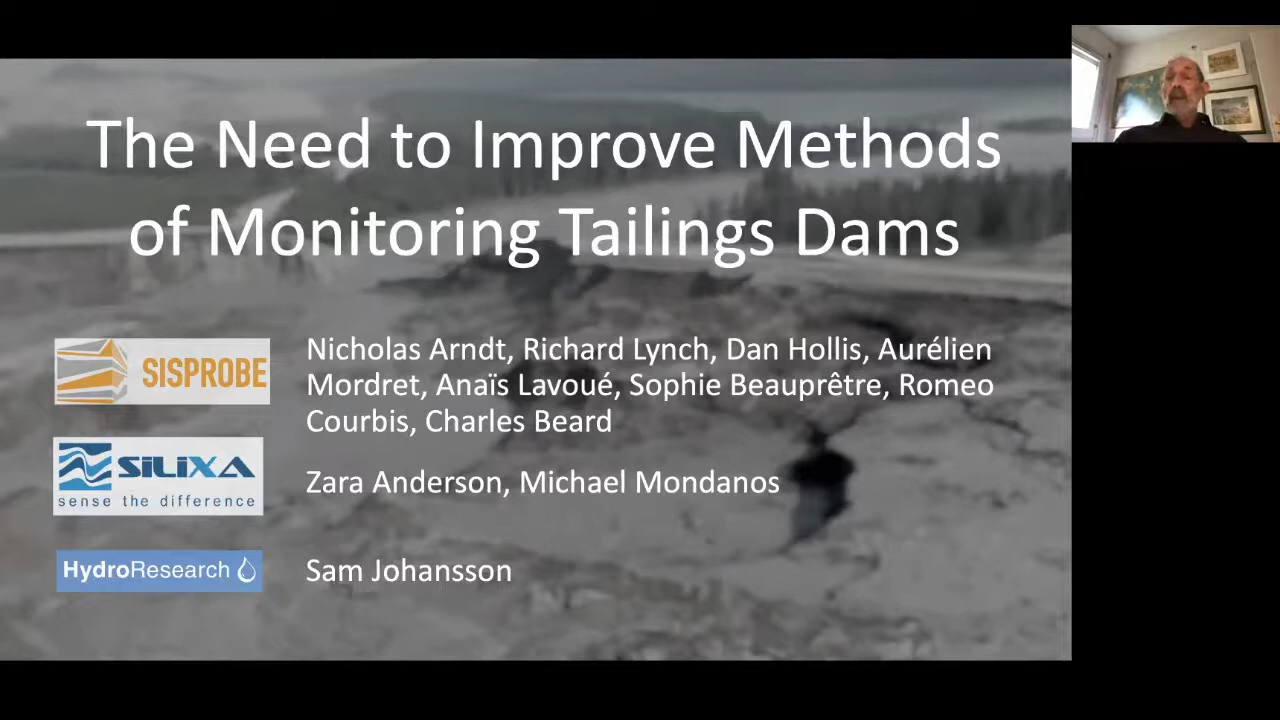 The Need to Improve Methods
of Monitoring Tailings Dams
SISPROBE
Nicholas Arndt, Richard Lynch, Dan Hollis, Aurélien
Mordret, Anaïs Lavoué, Sophie Beauprêtre, Romeo
Courbis, Charles Beard
SILIXA
sense the difference
Zara Anderson, Michael Mondanos
HydroResearch
Sam Johansson